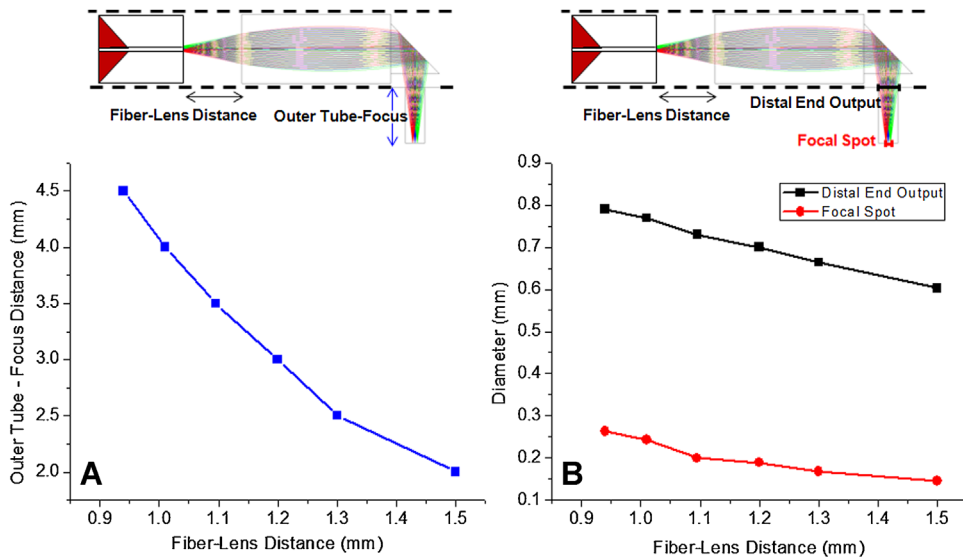 Fiber-Lens Distance
Outer Tube-Focus
Outer Tube - Focus Distance (mm)
4.5
4.0
3.5
3.0
2.5
2.0
A
0.9 1.0 1.1 1.2 1.3 1.4 1.5
Fiber-Lens Distance (mm)
Fiber-Lens Distance
Distal End Output
Focal Spot
Diameter (mm)
0.9
0.8
0.7
0.6
0.5
0.4
0.3
0.2
0.1
Distal End Output
Focal Spot
B
0.9 1.0 1.1 1.2 1.3 1.4 1.5
Fiber-Lens Distance (mm)